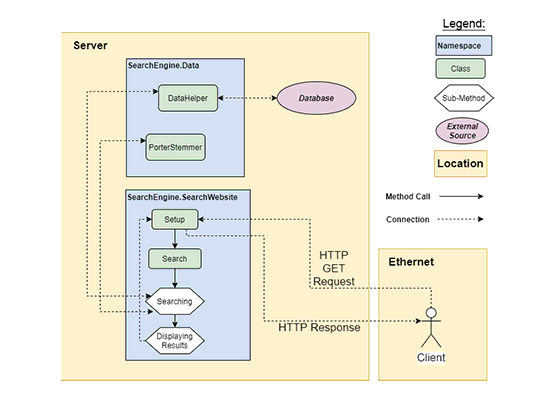 Server
SearchEngine.Data
DataHelper
Database
PorterStemmer
SearchEngine.SearchWebsite
Setup
Search
Searching
Displaying
Results
HTTP
GET
Request
HTTP Response
Ethernet
Client
Legend:
Namespace
Class
Sub-Method
External
Source
Location
Method Call
Connection